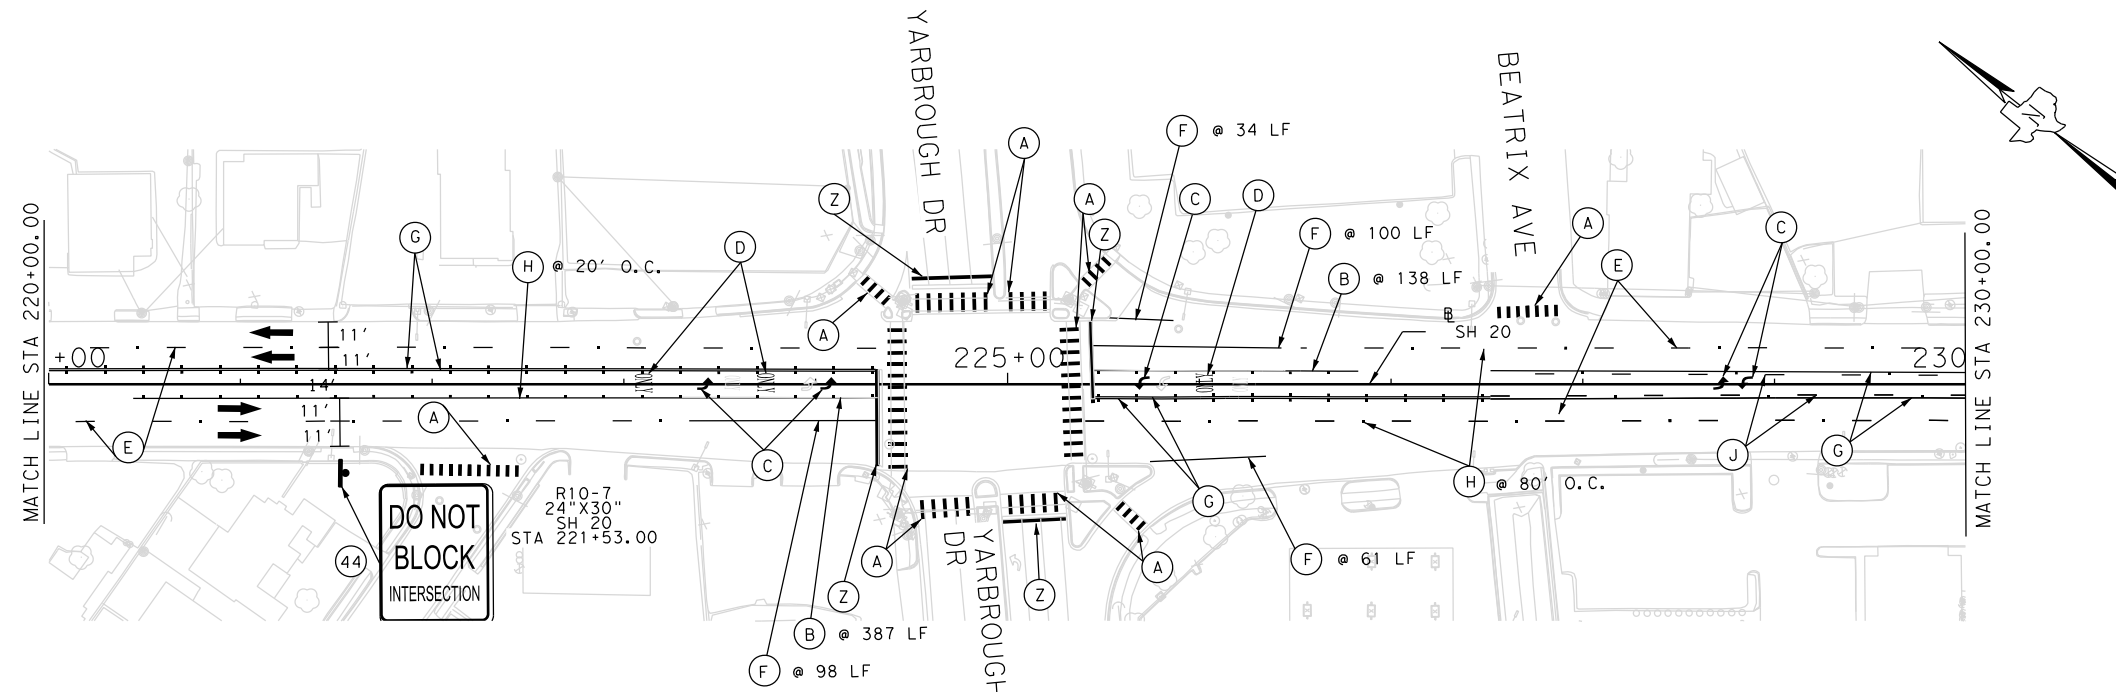 YARBROUGH DR
BEATRIX AVE
F @ 34 LF
A
Z
A
C
D
Z
A
G
D
F @ 100 LF
H @ 20' O.C.
B @ 138 LF
E
C
A
MATCH LINE STA 220+00.00
MATCH LINE STA 230+00.00
11'
11'
14'
11'
11'
+00
225+00
230
B
L
SH 20
ONLY
ONLY
ONLY
A
A
E
C
G
J
G
H @ 80' O.C.
R10-7
24"X30"
SH 20
STA 221+53.00
DO NOT
BLOCK
INTERSECTION
44
A
Z
Z
A
F @ 61 LF
B @ 387 LF
F @ 98 LF
YARBROUGH
DR